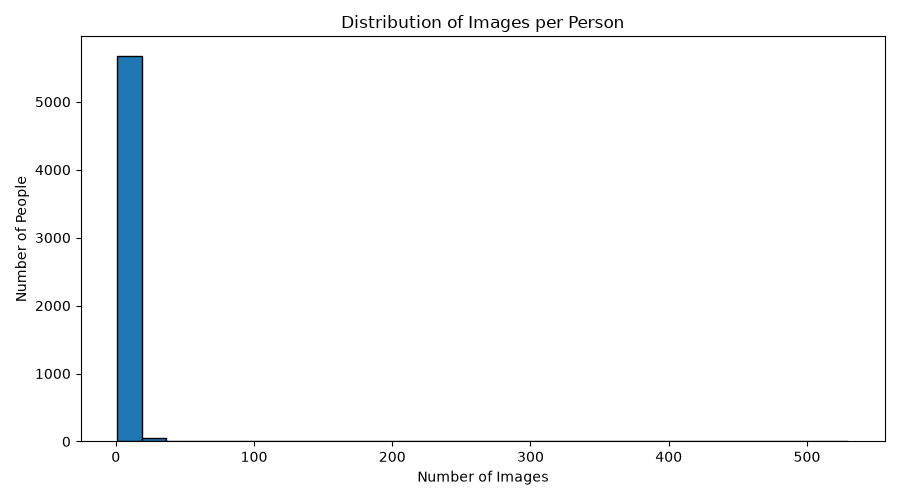 Distribution of Images per Person
Number of People
5000
4000
3000
2000
1000
0
0 100 200 300 400 500
Number of Images